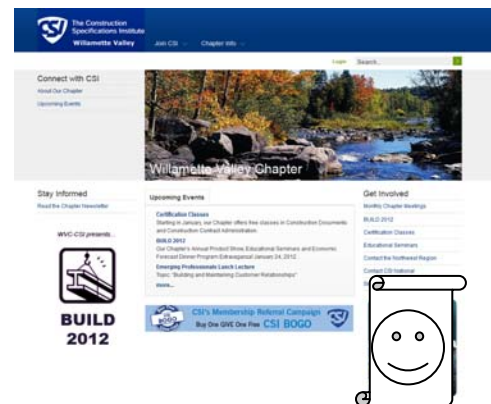 The Construction
Specifications Institute
Willamette Valley
Join CSI
Chapter Info
Login
Search...
Connect with CSI
About Our Chapter
Upcoming Events
Willamette Valley Chapter
Stay Informed
Read the Chapter Newsletter
WVC-CSI presents...
BUILD
2012
Upcoming Events
Certification Classes
Starting in January, our Chapter offers free classes in Construction Documents
and Construction Contract Administration.
BUILD 2012
Our Chapter's Annual Product Show, Educational Seminars and Economic
Forecast Dinner Program Extravaganza! January 24, 2012
Emerging Professionals Lunch Lecture
Topic: "Building and Maintaining Customer Relationships"
more...
CSI BOGO
CSI's Membership Referral Campaign
Buy One GIVE One Free CSI BOGO
Get Involved
Monthly Chapter Meetings
BUILD 2012
Certification Classes
Educational Seminars
Contact the Northwest Region
Contact CSI National